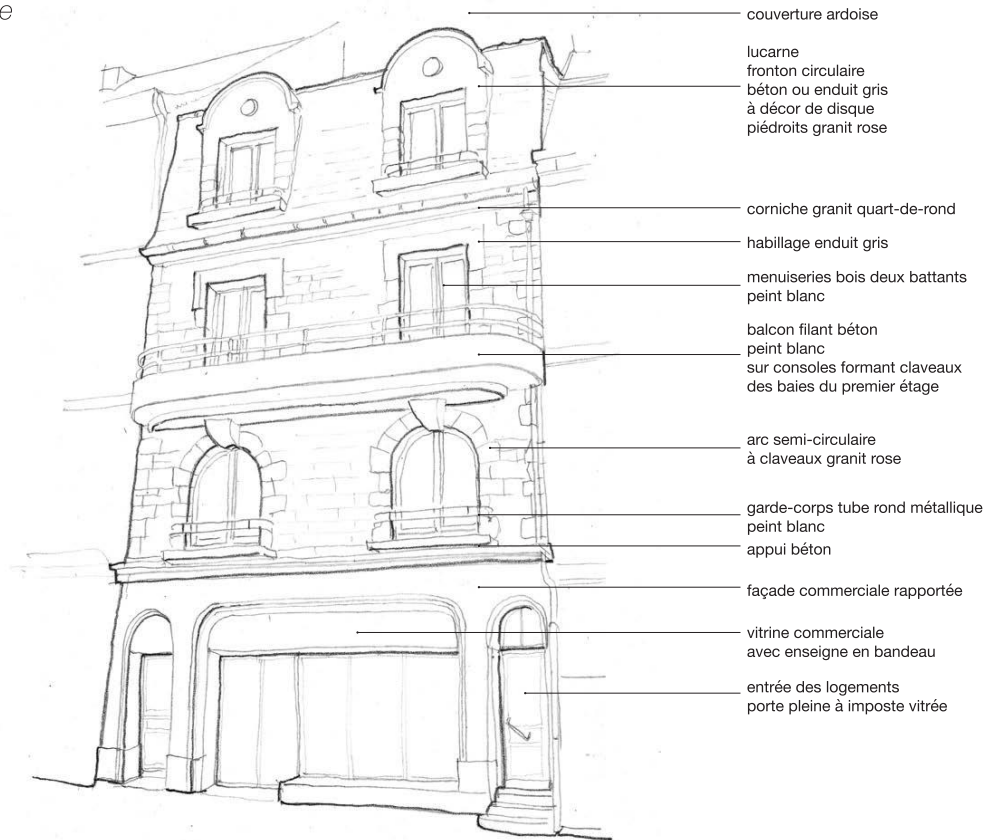 e
couverture ardoise
lucarne
fronton circulaire
béton ou enduit gris
à décor de disque
piédroits granit rose
corniche granit quart-de-rond
habillage enduit gris
menuiseries bois deux battants
peint blanc
balcon filant béton
peint blanc
sur consoles formant claveaux
des baies du premier étage
arc semi-circulaire
à claveaux granit rose
garde-corps tube rond métallique
peint blanc
appui béton
façade commerciale rapportée
vitrine commerciale
avec enseigne en bandeau
entrée des logements
porte pleine à imposte vitrée